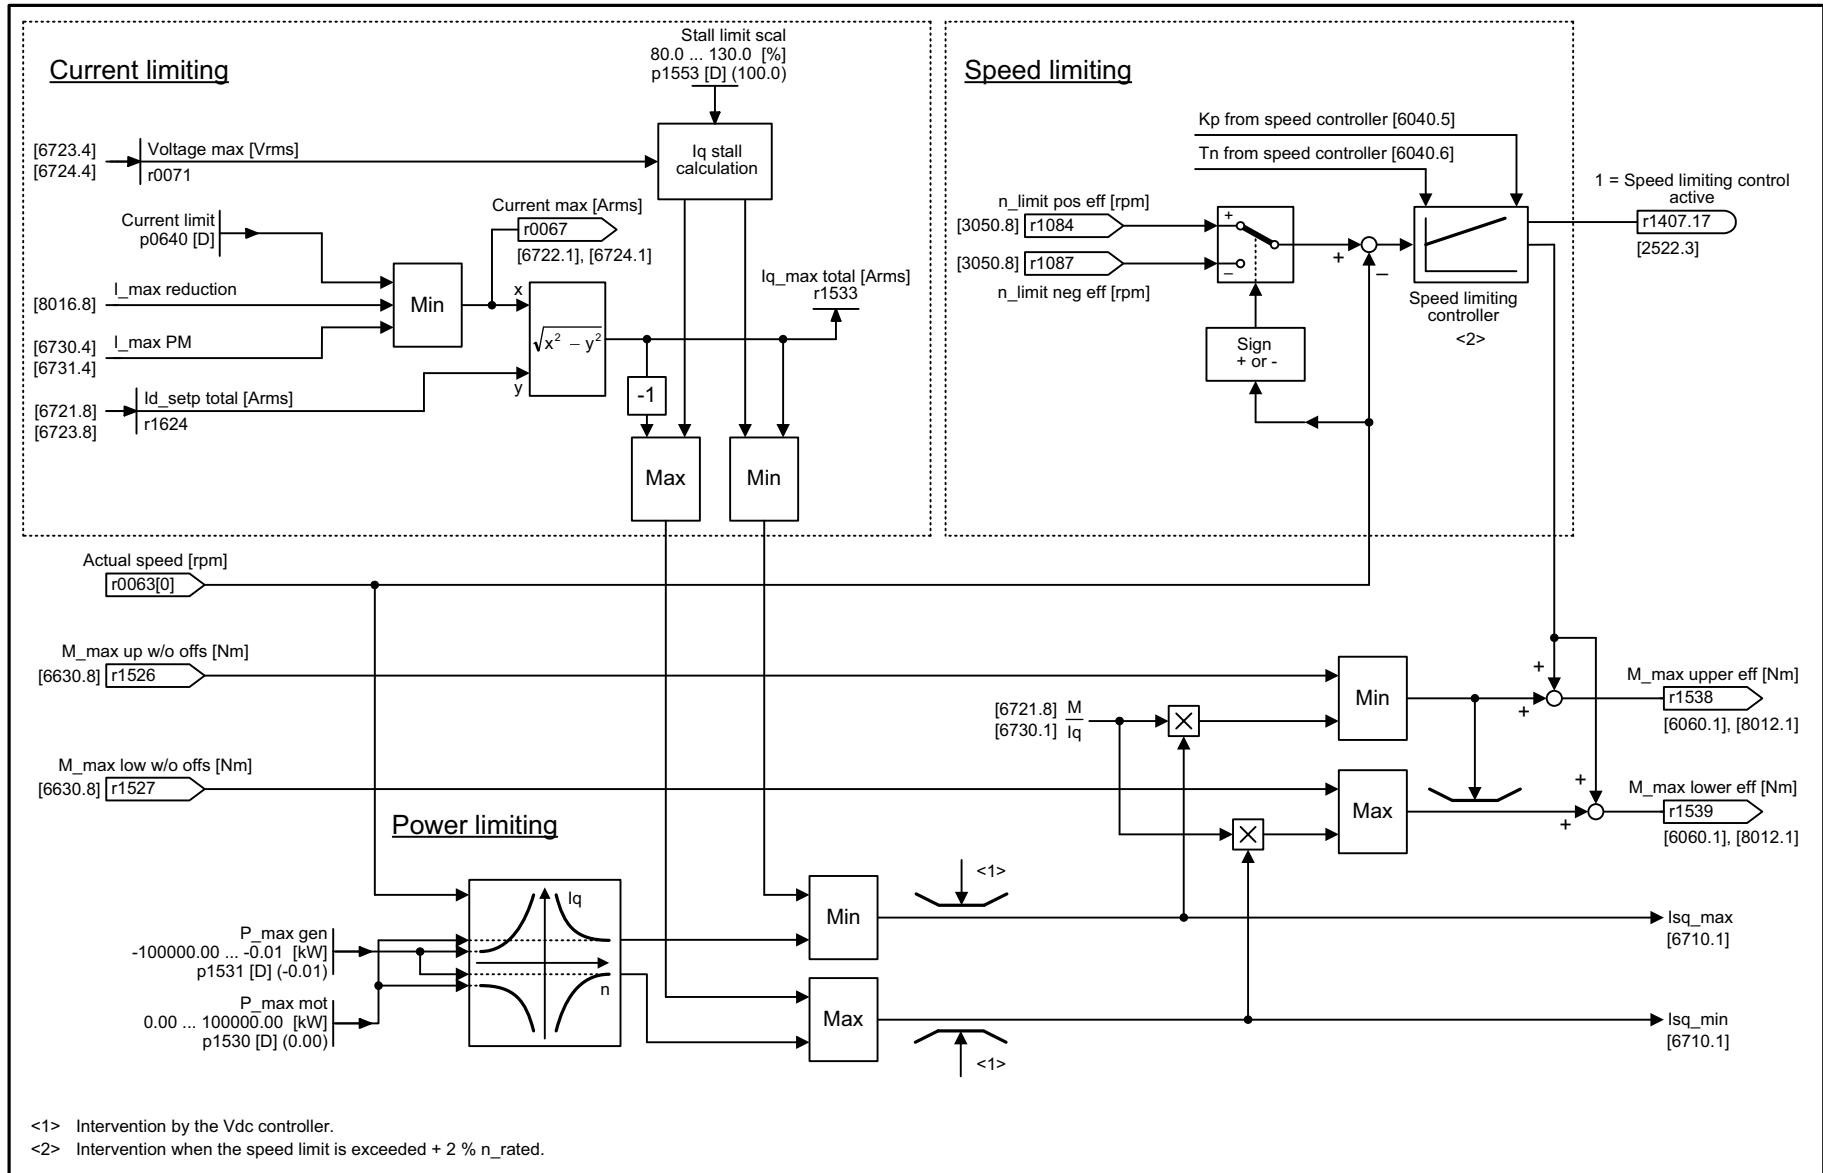 Current limiting
Stall limit scal
80.0 ... 130.0 [%]
p1553 [D] (100.0)
[6723.4]
[6724.4]
Voltage max [Vrms]
r0071
Iq stall
calculation
Current limit
p0640 [D]
Current max [Arms]
r0067
[6722.1], [6724.1]
[8016.8]
I_max reduction
Min
[6730.4]
[6731.4]
I_max PM
x
√x² – y²
y
Iq_max total [Arms]
r1533
[6721.8]
[6723.8]
Id_setp total [Arms]
r1624
-1
Max
Min
Speed limiting
Kp from speed controller [6040.5]
Tn from speed controller [6040.6]
n_limit pos eff [rpm]
[3050.8] r1084
[3050.8] r1087
n_limit neg eff [rpm]
+
–
+
–
Sign
+ or -
Speed limiting
controller
<2>
1 = Speed limiting control
active
r1407.17
[2522.3]
Actual speed [rpm]
r0063[0]
M_max up w/o offs [Nm]
[6630.8] r1526
[6721.8]
[6730.1]
M
Iq
×
Min
+
+
M_max upper eff [Nm]
r1538
[6060.1], [8012.1]
M_max low w/o offs [Nm]
[6630.8] r1527
×
Max
+
+
M_max lower eff [Nm]
r1539
[6060.1], [8012.1]
Power limiting
Iq
n
P_max gen
-100000.00 ... -0.01 [kW]
p1531 [D] (-0.01)
P_max mot
0.00 ... 100000.00 [kW]
p1530 [D] (0.00)
Min
<1>
Isq_max
[6710.1]
Max
<1>
Isq_min
[6710.1]
<1> Intervention by the Vdc controller.
<2> Intervention when the speed limit is exceeded + 2 % n_rated.